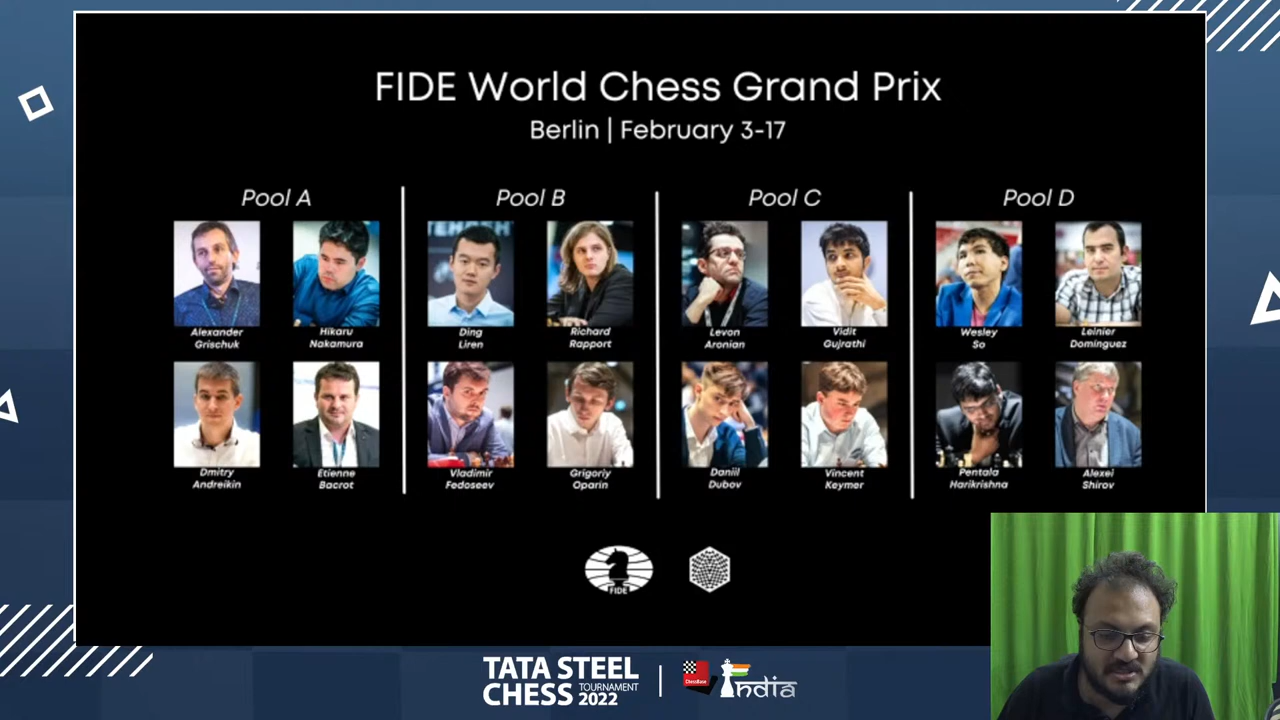 FIDE World Chess Grand Prix
Berlin | February 3-17
Pool A
Pool B
Pool C
Pool D
Alexander
Grischuk
Hikaru
Nakamura
Ding
Liren
Richard
Rapport
Levon
Aronian
Vidit
Gujrathi
Wesley
So
Leinier
Dominguez
Dmitry
Andreikin
Etienne
Bacrot
Vladimir
Fedoseev
Grigoriy
Oparin
Daniil
Dubov
Vincent
Keymer
Pentala
Harikrishna
Alexei
Shirov
FIDE
TATA STEEL
CHESS TOURNAMENT
2022
ChessBase
India